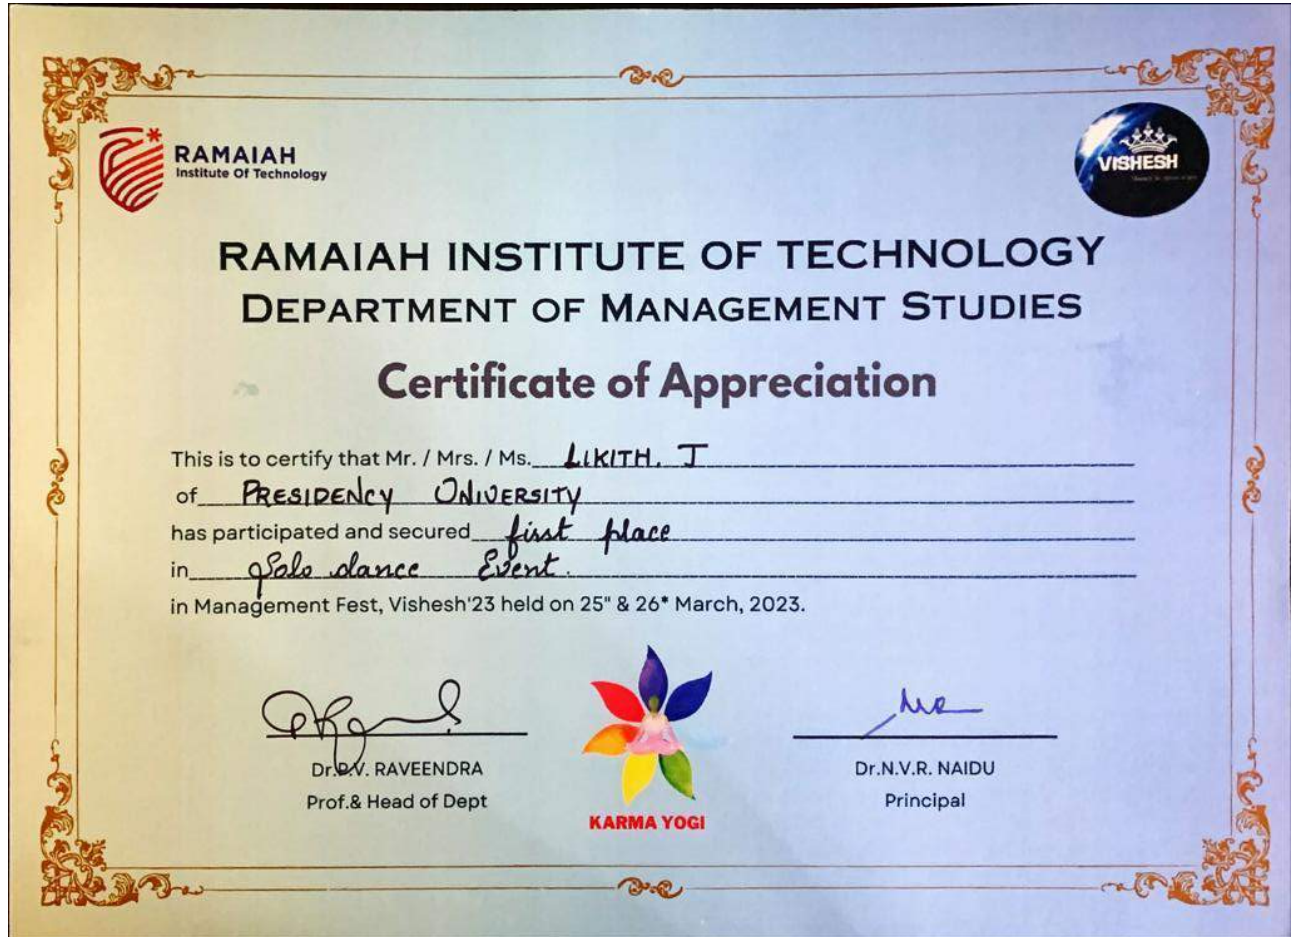 RAMAIAH
Institute Of Technology
VISHESH
RAMAIAH INSTITUTE OF TECHNOLOGY
DEPARTMENT OF MANAGEMENT STUDIES
Certificate of Appreciation
This is to certify that Mr. / Mrs. / Ms. LIKITH. J
of PRESIDENCY UNIVERSITY
has participated and secured first place
in Solo dance Event.
in Management Fest, Vishesh'23 held on 25" & 26* March, 2023.
Dr.P.V. RAVEENDRA
Prof.& Head of Dept
KARMA YOGI
Dr.N.V.R. NAIDU
Principal